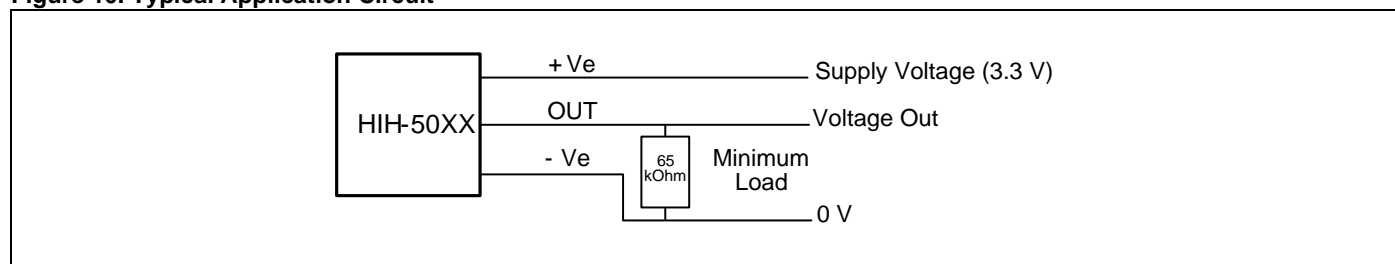 Figure 10. Typical Application Circuit
+ Ve
Supply Voltage (3.3 V)
HIH-50XX
OUT
Voltage Out
- Ve
65
kOhm
Minimum
Load
0 V